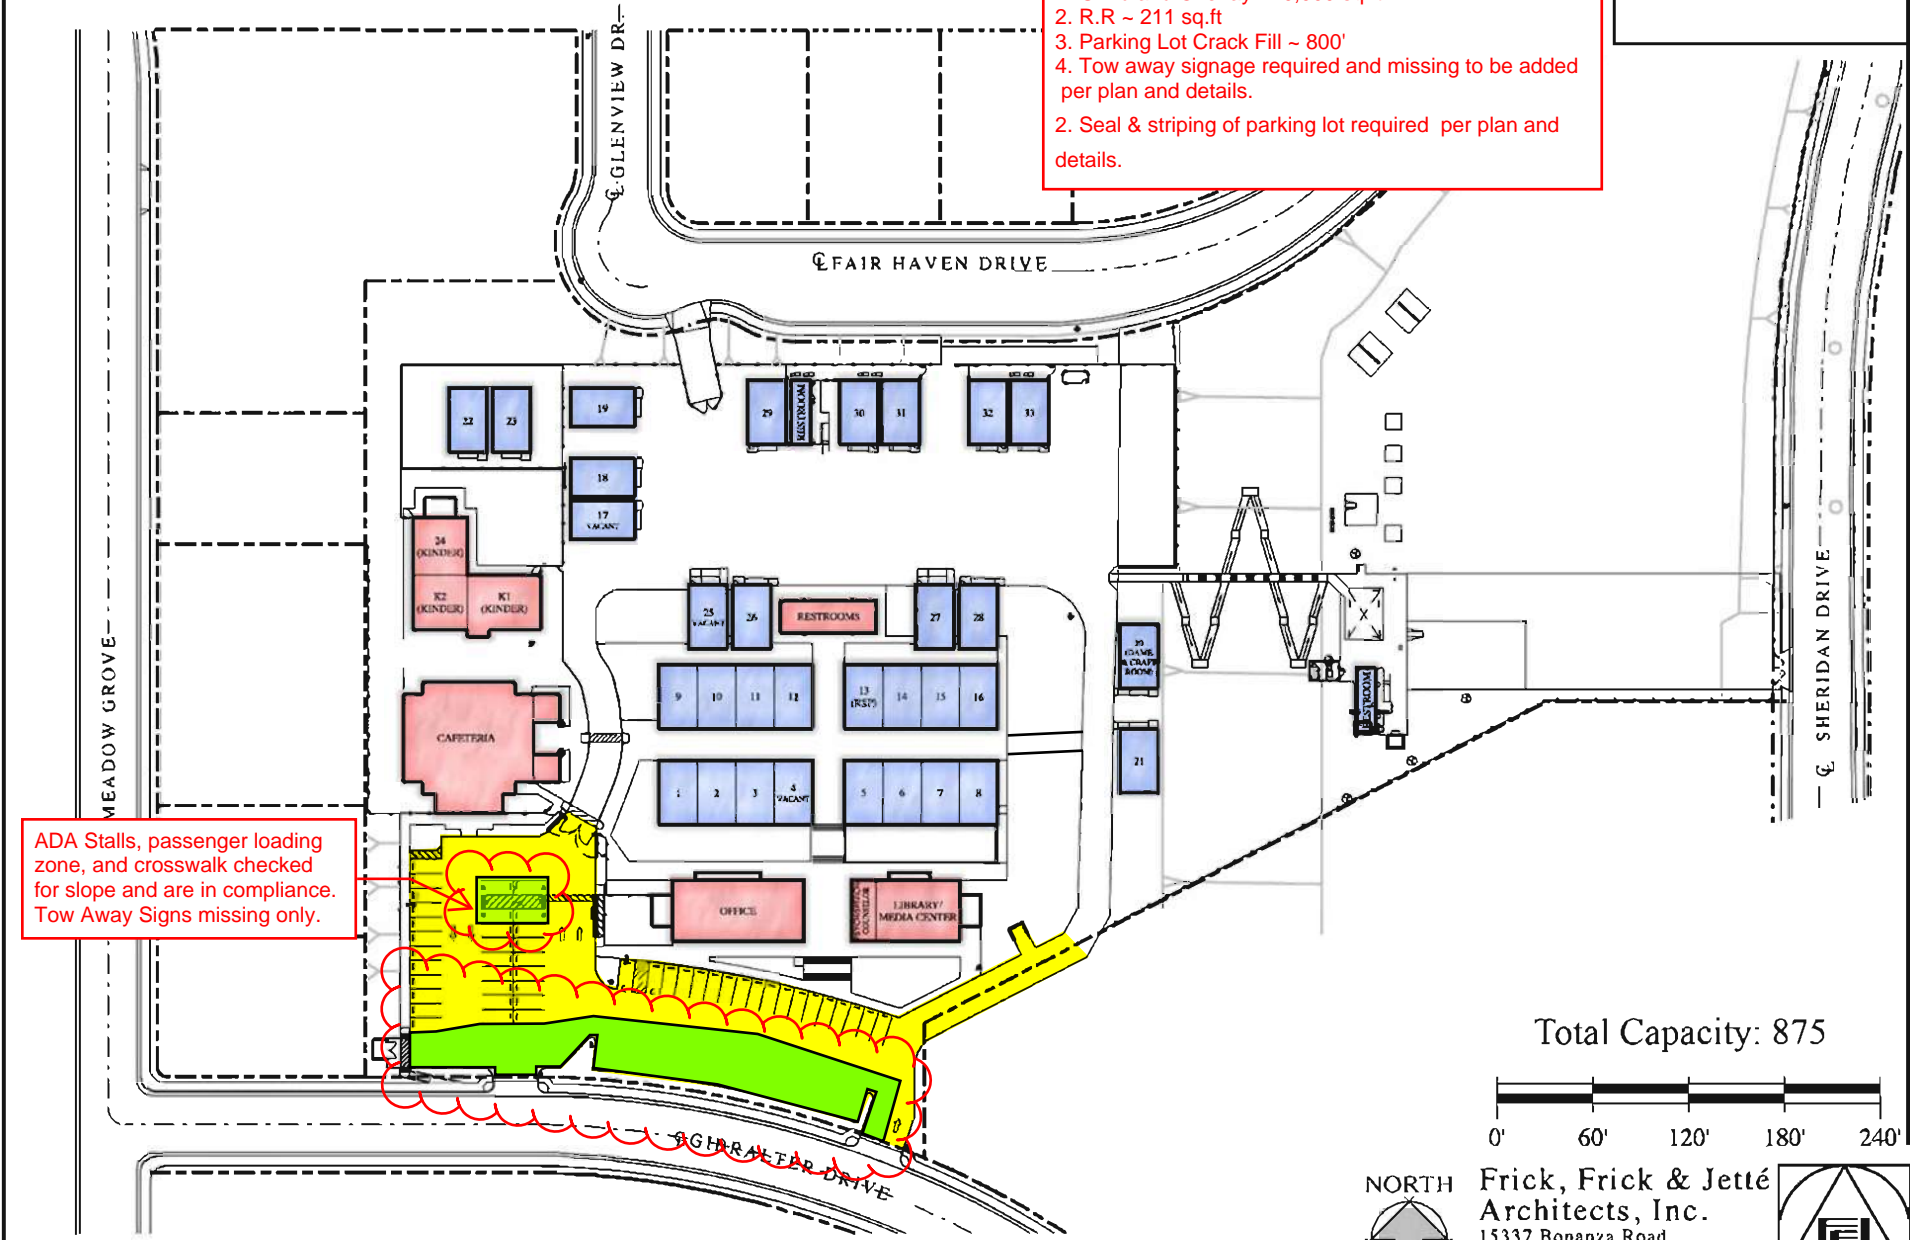 2. R.R ~ 211 sq.ft
3. Parking Lot Crack Fill ~ 800'
4. Tow away signage required and missing to be added
per plan and details.
2. Seal & striping of parking lot required per plan and
details.
GLENVIEW DR.
℄ FAIR HAVEN DRIVE
22
23
19
29
RESTROOM
30
31
32
33
18
17
VACANT
24
(KINDER)
K2
(KINDER)
K1
(KINDER)
25
VACANT
26
RESTROOMS
27
28
9
10
11
12
13
(RSP)
14
15
16
ROOM)
RESTROOM
CAFETERIA
1
2
3
4
VACANT
5
6
7
8
21
MEADOW GROVE
℄ SHERIDAN DRIVE
ADA Stalls, passenger loading
zone, and crosswalk checked
for slope and are in compliance.
Tow Away Signs missing only.
OFFICE
COUNSELOR
LIBRARY/
MEDIA CENTER
℄ GIBRALTER DRIVE
Total Capacity: 875
0' 60' 120' 180' 240'
NORTH
Frick, Frick & Jetté
Architects, Inc.
15337 Bonanza Road